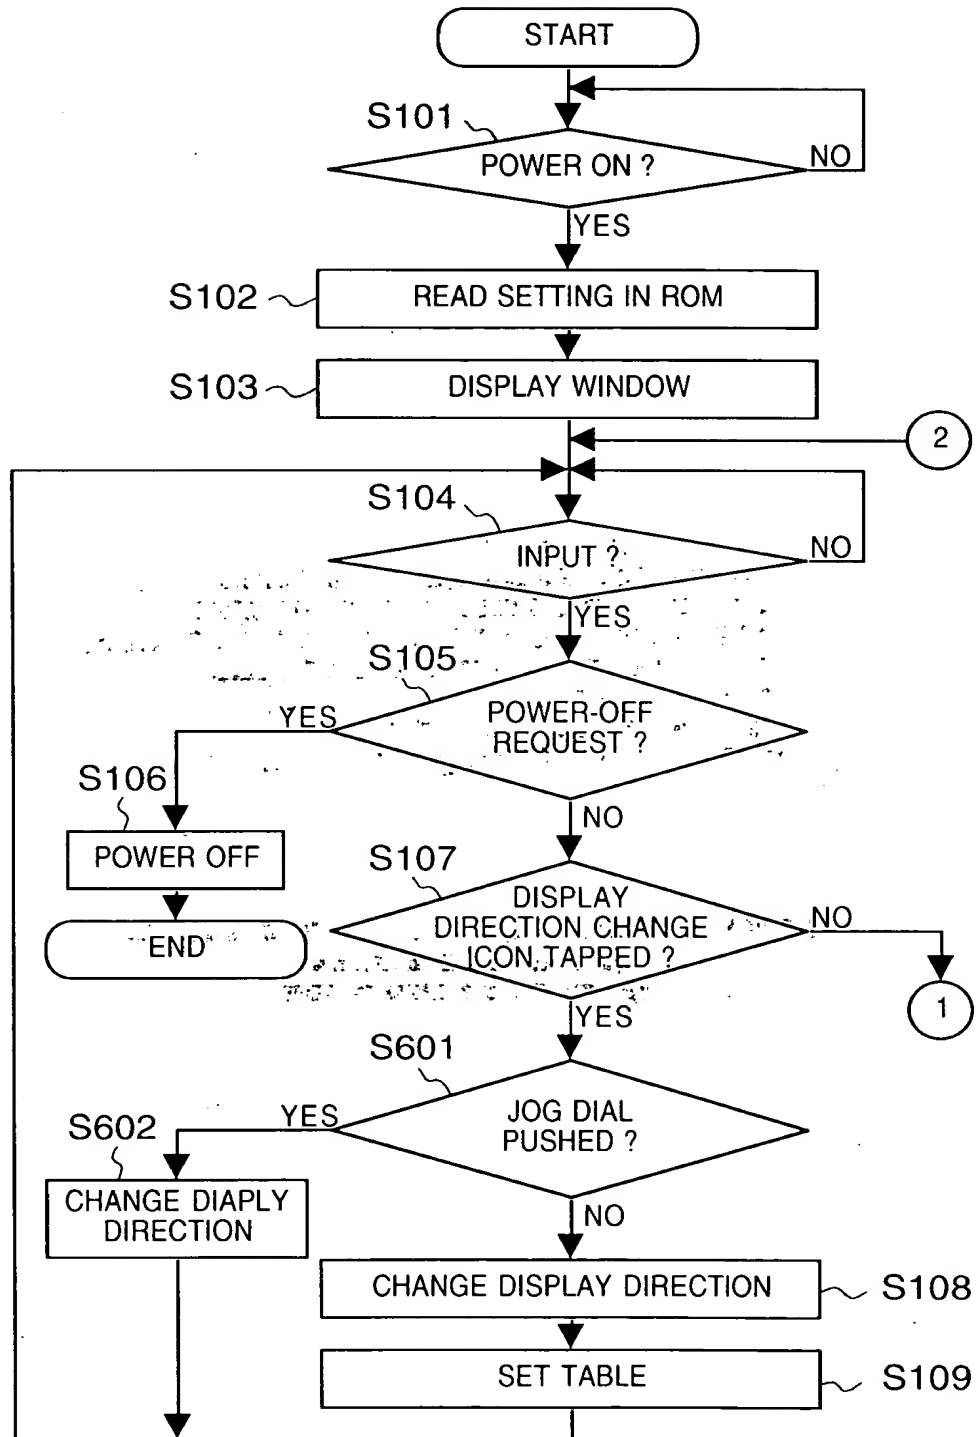 START
S101
POWER ON ?
NO
YES
S102
READ SETTING IN ROM
S103
DISPLAY WINDOW
2
S104
INPUT ?
NO
YES
S105
POWER-OFF
REQUEST ?
YES
S106
NO
POWER OFF
S107
DISPLAY
DIRECTION CHANGE
ICON TAPPED ?
NO
END
1
YES
S601
JOG DIAL
PUSHED ?
YES
S602
CHANGE DIAPLY
DIRECTION
NO
CHANGE DISPLAY DIRECTION
S108
SET TABLE
S109